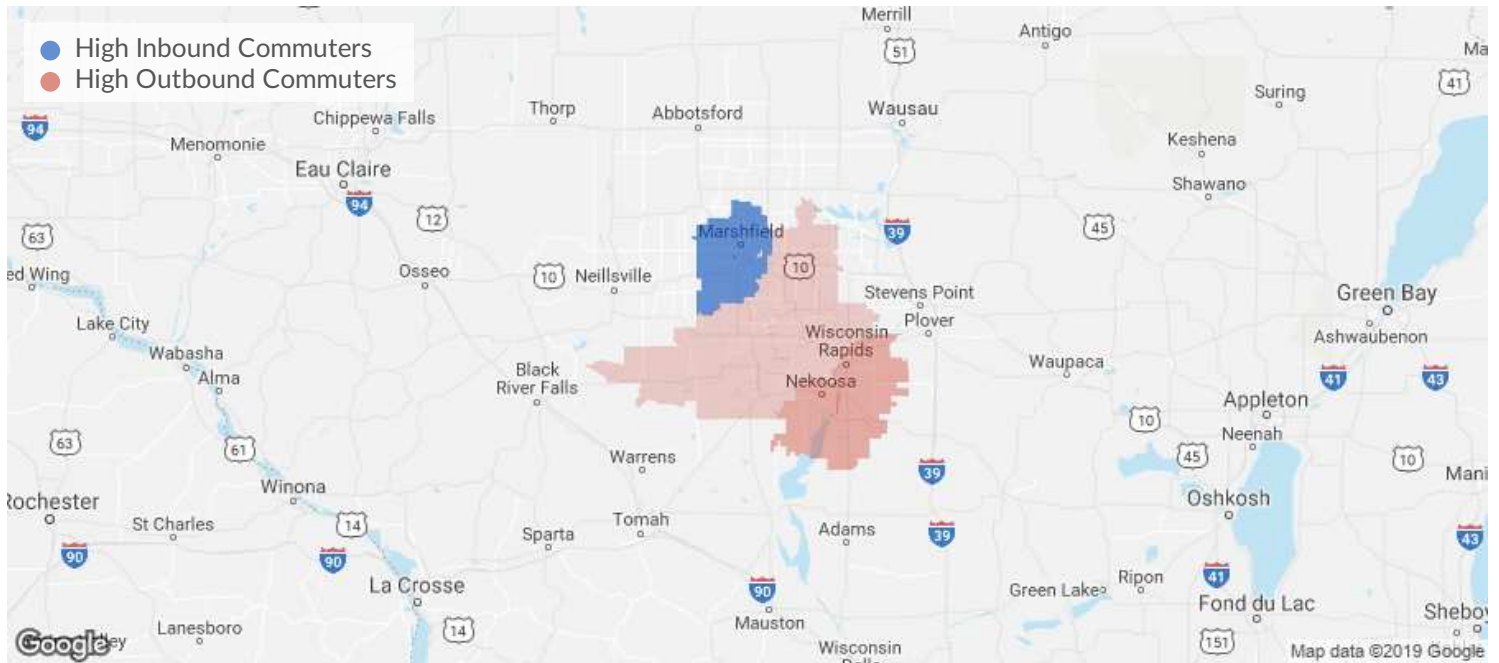 High Inbound Commuters
High Outbound Commuters
Merrill
Antigo
51
41
Suring
94
Chippewa Falls
Thorp
Abbotsford
Wausau
Menomonie
Keshena
Eau Claire
Shawano
94
12
63
Marshfield
39
45
Osseo
10
Neillsville
10
Stevens Point
Green Bay
Lake City
Wisconsin
Rapids
Plover
Ashwaubenon
Wabasha
Alma
Black
River Falls
Nekoosa
Waupaca
41
43
Appleton
63
61
10
Neenah
Warrens
45
10
39
Winona
Oshkosh
Rochester
St Charles
14
Sparta
Tomah
Adams
39
43
90
90
La Crosse
90
Green Lake
Ripon
41
Mauston
Fond du Lac
Lanesboro
14
Wisconsin
151
Google
Map data ©2019 Google